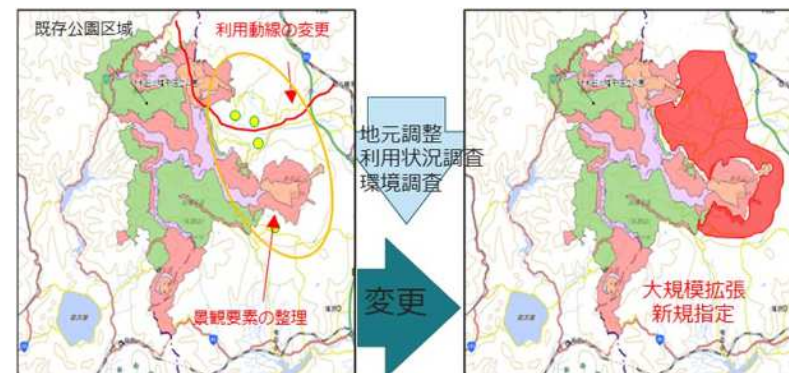 既存公園区域
利用動線の変更
景観要素の整理
地元調整
利用状況調査
環境調査
変更
大規模拡張
新規指定